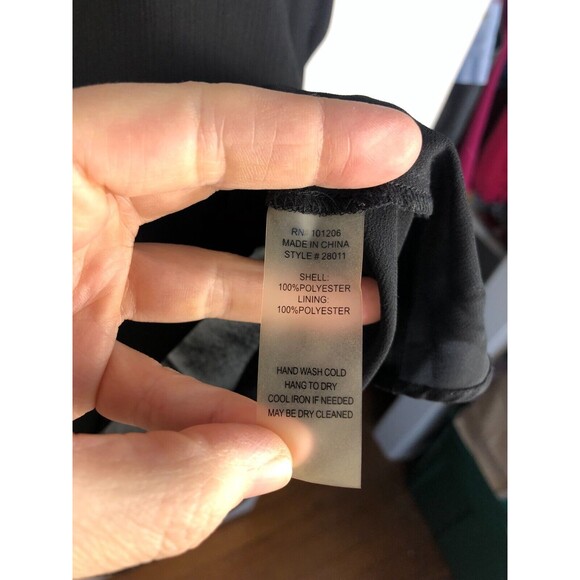 RN# 101206
MADE IN CHINA
STYLE # 28011
SHELL:
100%POLYESTER
LINING:
100%POLYESTER
HAND WASH COLD
HANG TO DRY
COOL IRON IF NEEDED
MAY BE DRY CLEANED